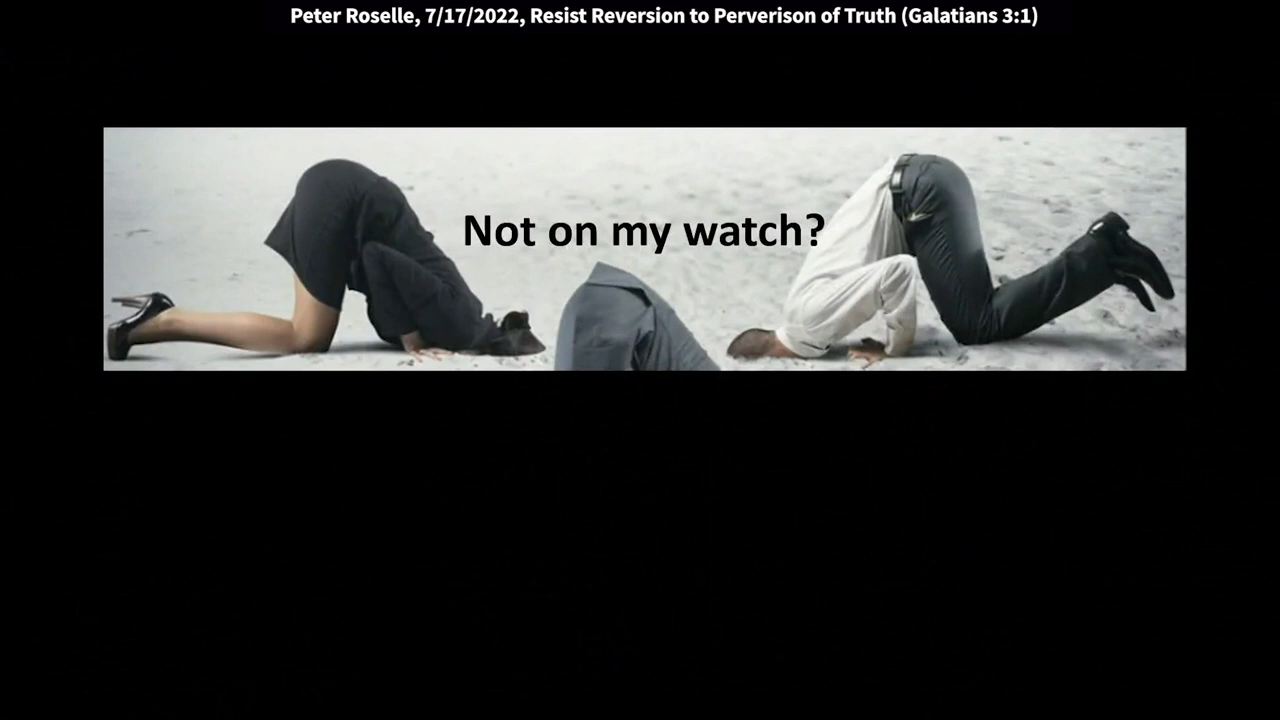 Peter Roselle, 7/17/2022, Resist Reversion to Perverison of Truth (Galatians 3:1)
Not on my watch?